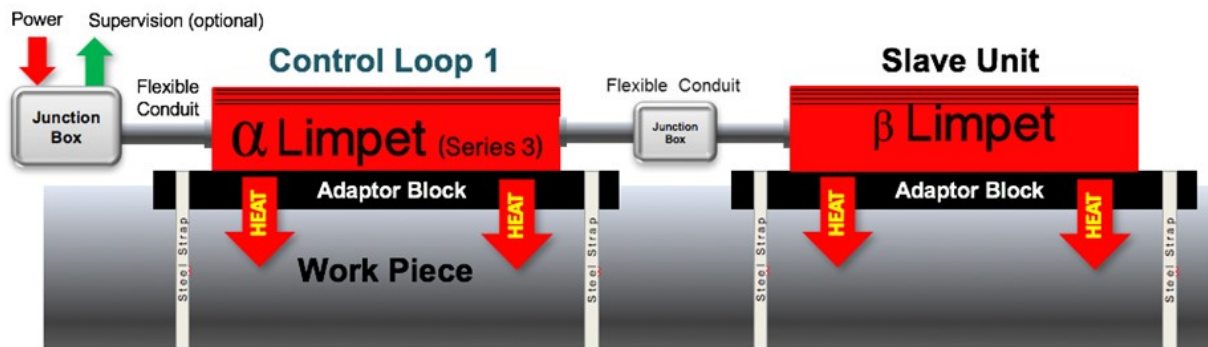 Power
Supervision (optional)
Control Loop 1
Slave Unit
Flexible
Conduit
Flexible Conduit
Junction
Box
α Limpet (Series 3)
Junction
Box
β Limpet
Adaptor Block
Adaptor Block
HEAT
HEAT
HEAT
HEAT
Steel Strap
Steel Strap
Steel Strap
Steel Strap
Work Piece